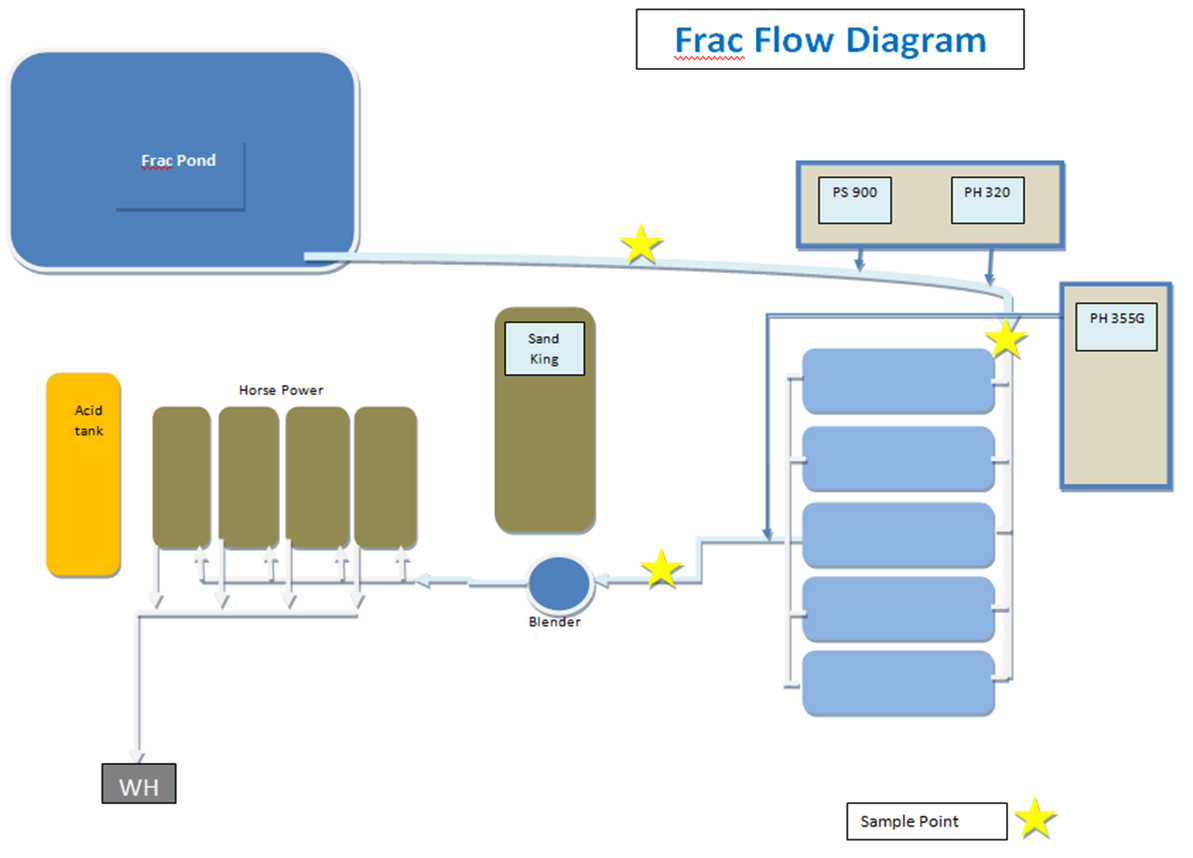 Frac Flow Diagram
Frac Pond
PS 900
PH 320
PH 355G
Sand
King
Horse Power
Acid
tank
Blender
WH
Sample Point